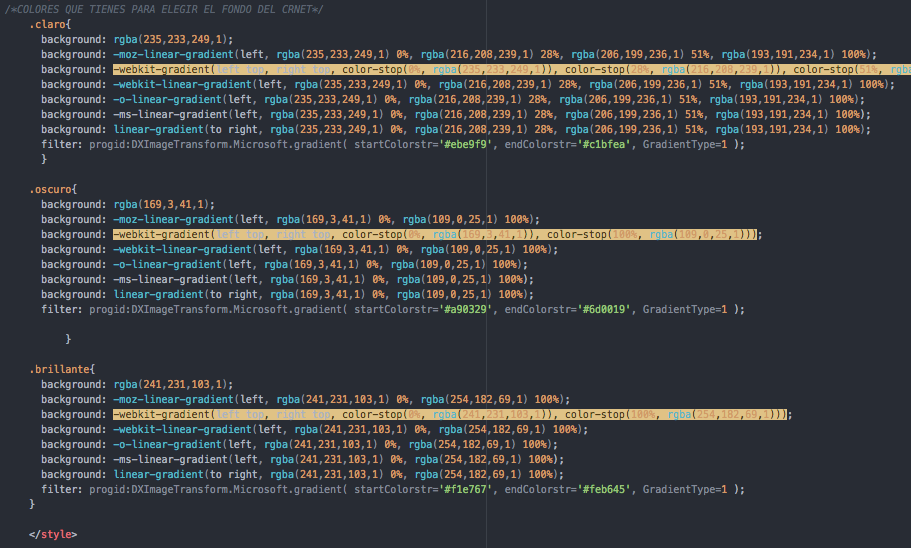 /*COLORES QUE TIENES PARA ELEGIR EL FONDO DEL CRNET*/
.claro{
background: rgba(235,233,249,1);
background: -moz-linear-gradient(left, rgba(235,233,249,1) 0%, rgba(216,208,239,1) 28%, rgba(206,199,236,1) 51%, rgba(193,191,234,1) 100%);
background: -webkit-gradient(left top, right top, color-stop(0%, rgba(235,233,249,1)), color-stop(28%, rgba(216,208,239,1)), color-stop(51%, rgba
background: -webkit-linear-gradient(left, rgba(235,233,249,1) 0%, rgba(216,208,239,1) 28%, rgba(206,199,236,1) 51%, rgba(193,191,234,1) 100%);
background: -o-linear-gradient(left, rgba(235,233,249,1) 0%, rgba(216,208,239,1) 28%, rgba(206,199,236,1) 51%, rgba(193,191,234,1) 100%);
background: -ms-linear-gradient(left, rgba(235,233,249,1) 0%, rgba(216,208,239,1) 28%, rgba(206,199,236,1) 51%, rgba(193,191,234,1) 100%);
background: linear-gradient(to right, rgba(235,233,249,1) 0%, rgba(216,208,239,1) 28%, rgba(206,199,236,1) 51%, rgba(193,191,234,1) 100%);
filter: progid:DXImageTransform.Microsoft.gradient( startColorstr='#ebe9f9', endColorstr='#c1bfea', GradientType=1 );
}
.oscuro{
background: rgba(169,3,41,1);
background: -moz-linear-gradient(left, rgba(169,3,41,1) 0%, rgba(109,0,25,1) 100%);
background: -webkit-gradient(left top, right top, color-stop(0%, rgba(169,3,41,1)), color-stop(100%, rgba(109,0,25,1)));
background: -webkit-linear-gradient(left, rgba(169,3,41,1) 0%, rgba(109,0,25,1) 100%);
background: -o-linear-gradient(left, rgba(169,3,41,1) 0%, rgba(109,0,25,1) 100%);
background: -ms-linear-gradient(left, rgba(169,3,41,1) 0%, rgba(109,0,25,1) 100%);
background: linear-gradient(to right, rgba(169,3,41,1) 0%, rgba(109,0,25,1) 100%);
filter: progid:DXImageTransform.Microsoft.gradient( startColorstr='#a90329', endColorstr='#6d0019', GradientType=1 );
}
.brillante{
background: rgba(241,231,103,1);
background: -moz-linear-gradient(left, rgba(241,231,103,1) 0%, rgba(254,182,69,1) 100%);
background: -webkit-gradient(left top, right top, color-stop(0%, rgba(241,231,103,1)), color-stop(100%, rgba(254,182,69,1)));
background: -webkit-linear-gradient(left, rgba(241,231,103,1) 0%, rgba(254,182,69,1) 100%);
background: -o-linear-gradient(left, rgba(241,231,103,1) 0%, rgba(254,182,69,1) 100%);
background: -ms-linear-gradient(left, rgba(241,231,103,1) 0%, rgba(254,182,69,1) 100%);
background: linear-gradient(to right, rgba(241,231,103,1) 0%, rgba(254,182,69,1) 100%);
filter: progid:DXImageTransform.Microsoft.gradient( startColorstr='#f1e767', endColorstr='#feb645', GradientType=1 );
}
</style>